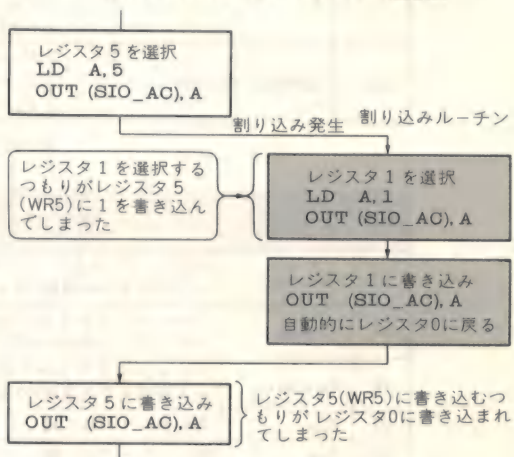 レジスタ5を選択
LD A, 5
OUT (SIO_AC), A
割り込み発生
割り込みルーチン
レジスタ1を選択する
つもりがレジスタ5
(WR5)に1を書き込ん
でしまった
レジスタ1を選択
LD A, 1
OUT (SIO_AC), A
レジスタ1に書き込み
OUT (SIO_AC), A
自動的にレジスタ0に戻る
レジスタ5に書き込み
OUT (SIO_AC), A
レジスタ5(WR5)に書き込むつ
もりがレジスタ0に書き込まれ
てしまった